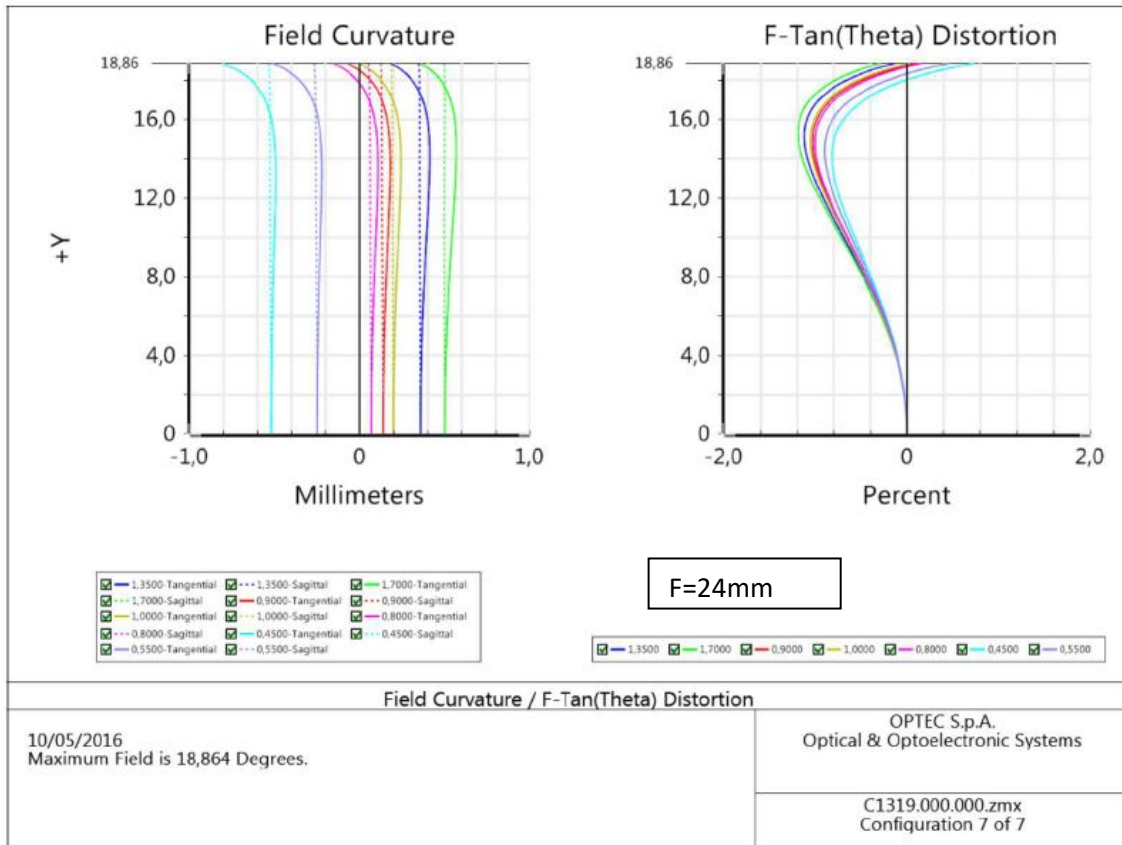 Field Curvature
F-Tan(Theta) Distortion
18,86
16,0
12,0
8,0
4,0
0
+Y
-1,0 0 1,0
Millimeters
18,86
16,0
12,0
8,0
4,0
0
-2,0 0 2,0
Percent
F=24mm
1,3500-Tangential 1,3500-Sagittal 1,7000-Tangential
1,7000-Sagittal 0,9000-Tangential 0,9000-Sagittal
1,0000-Tangential 1,0000-Sagittal 0,8000-Tangential
0,8000-Sagittal 0,4500-Tangential 0,4500-Sagittal
0,5500-Tangential 0,5500-Sagittal
1,3500 1,7000 0,9000 1,0000 0,8000 0,4500 0,5500
Field Curvature / F-Tan(Theta) Distortion
10/05/2016
Maximum Field is 18,864 Degrees.
OPTEC S.p.A.
Optical & Optoelectronic Systems
C1319.000.000.zmx
Configuration 7 of 7